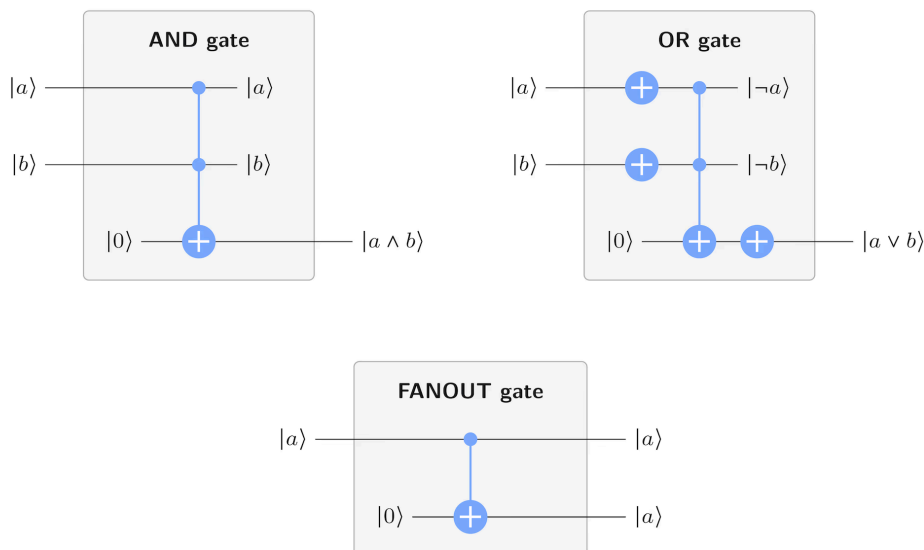 AND gate OR gate
|a⟩ |a⟩ |a⟩ |¬a⟩
|b⟩ |b⟩ |b⟩ |¬b⟩
|0⟩ |a ∧ b⟩ |0⟩ |a ∨ b⟩
FANOUT gate
|a⟩ |a⟩
|0⟩ |a⟩